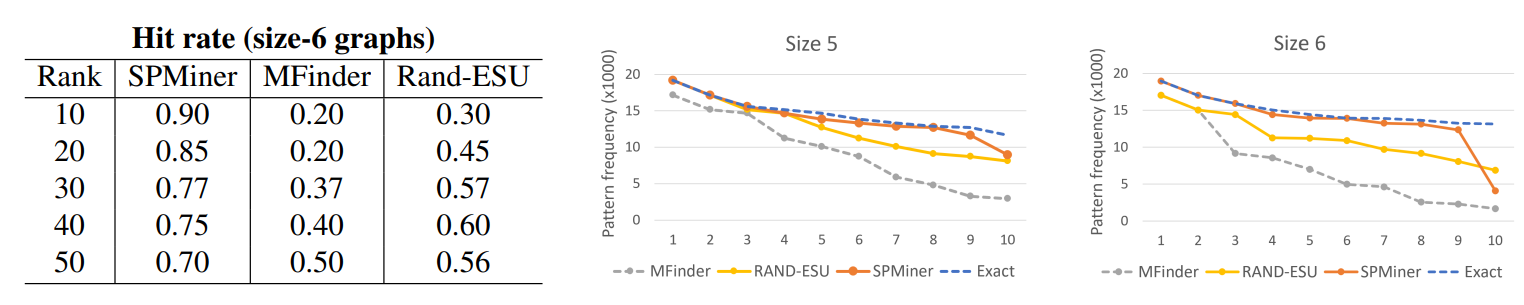 Hit rate (size-6 graphs)
Rank SPMiner MFinder Rand-ESU
10 0.90 0.20 0.30
20 0.85 0.20 0.45
30 0.77 0.37 0.57
40 0.75 0.40 0.60
50 0.70 0.50 0.56
Size 5
Pattern frequency (x1000)
20
15
10
5
0
1 2 3 4 5 6 7 8 9 10
MFinder RAND-ESU SPMiner Exact
Size 6
Pattern frequency (x1000)
20
15
10
5
0
1 2 3 4 5 6 7 8 9 10
MFinder RAND-ESU SPMiner Exact